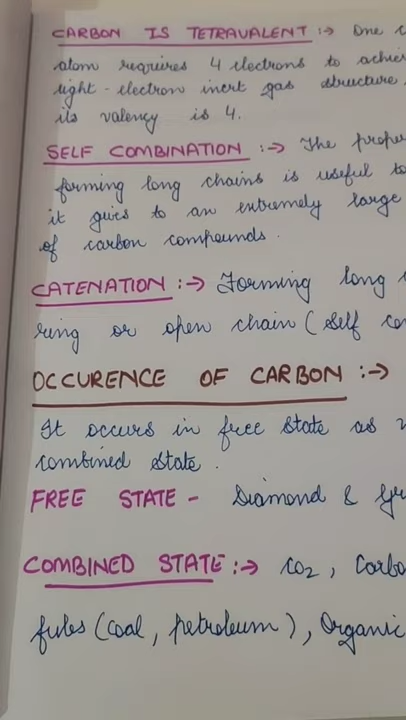 CARBON IS TETRAVALENT :-> One
atom requires 4 electrons to
eight-electron inert gas structure.
its valency is 4.
SELF COMBINATION :-> The
forming long chains is useful to
it gives to an extremely large
of carbon compounds.
CATENATION :-> Forming long
ring or open chain ( self
OCCURENCE OF CARBON :->
It occurs in free state as
combined state.
FREE STATE - Diamond &
COMBINED STATE :-> CO2 ,
fules (coal , petroleum) , Organic